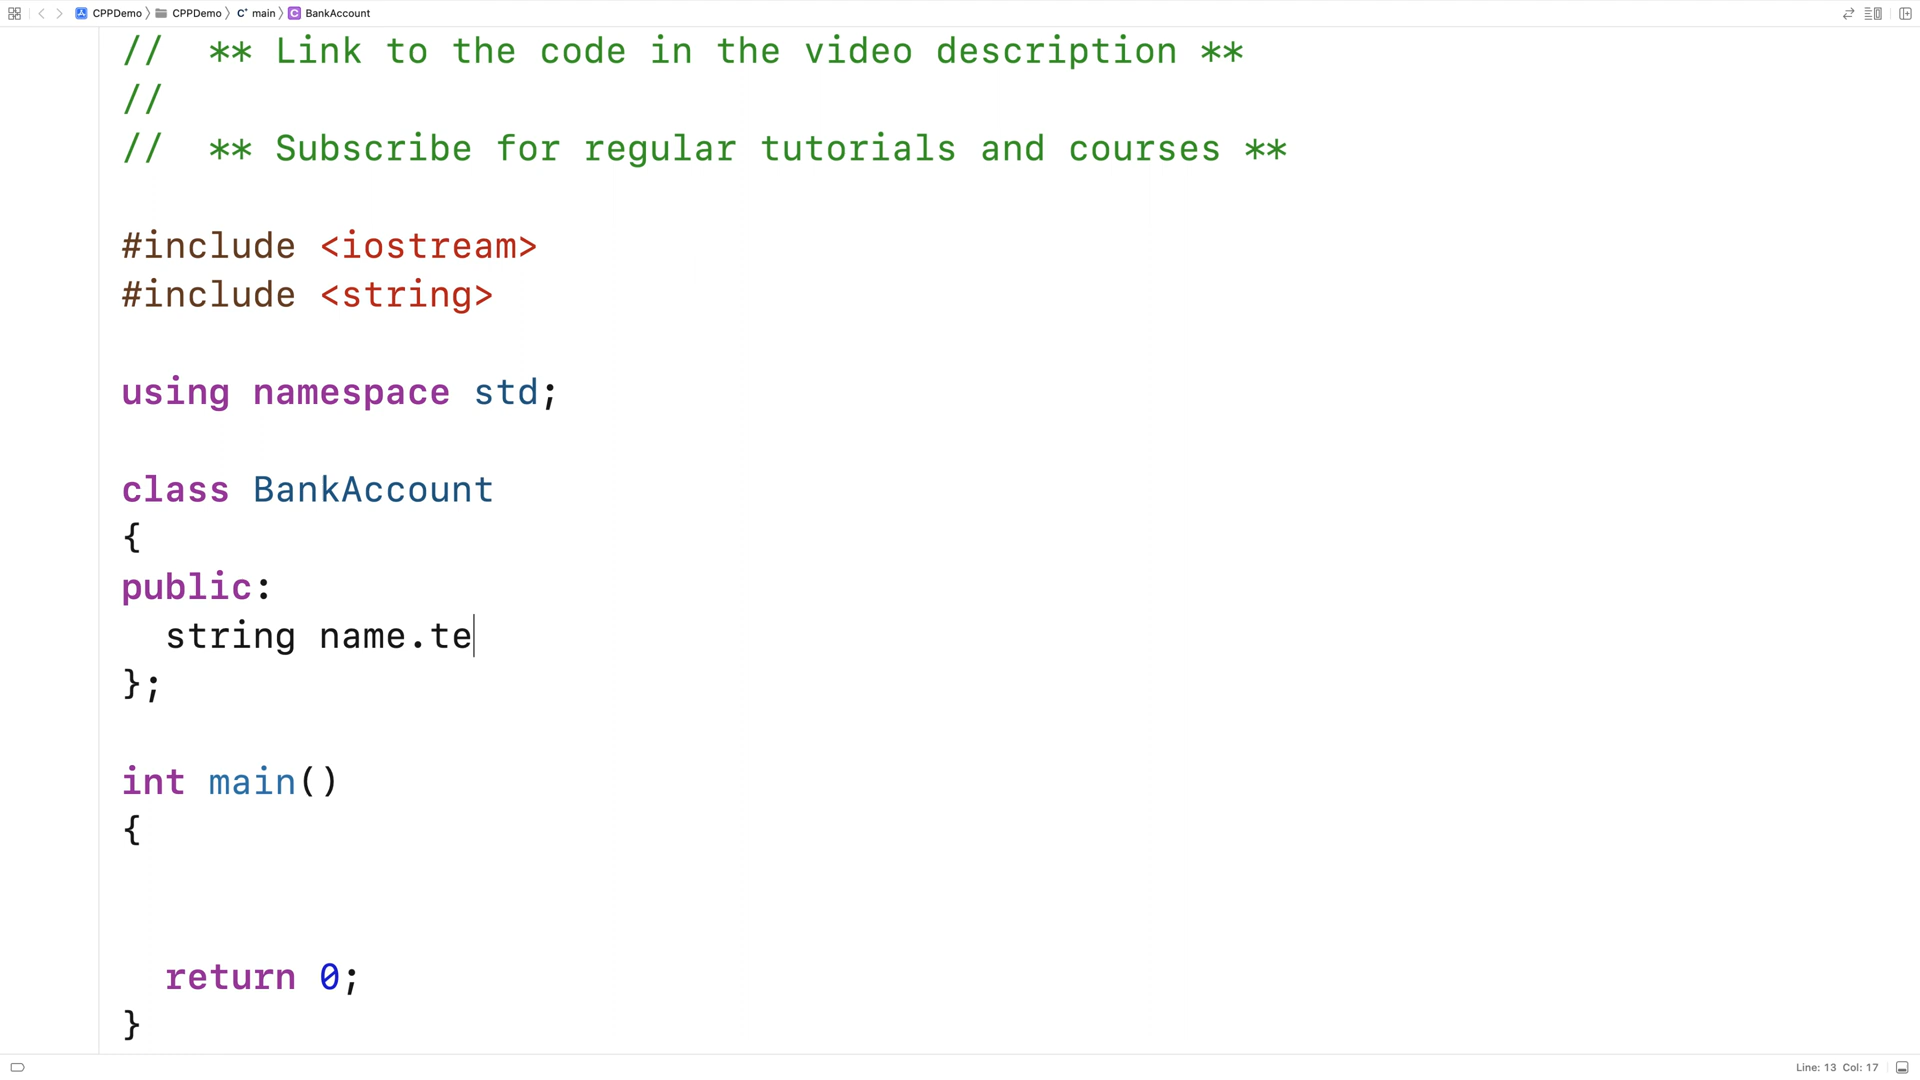 CPPDemo 〉 CPPDemo 〉 C⁺ main 〉 C BankAccount
//  ** Link to the code in the video description **
//
//  ** Subscribe for regular tutorials and courses **
#include <iostream>
#include <string>
using namespace std;
class BankAccount
{
public:
  string name.te
};
int main()
{
  return 0;
}
Line: 13 Col: 17